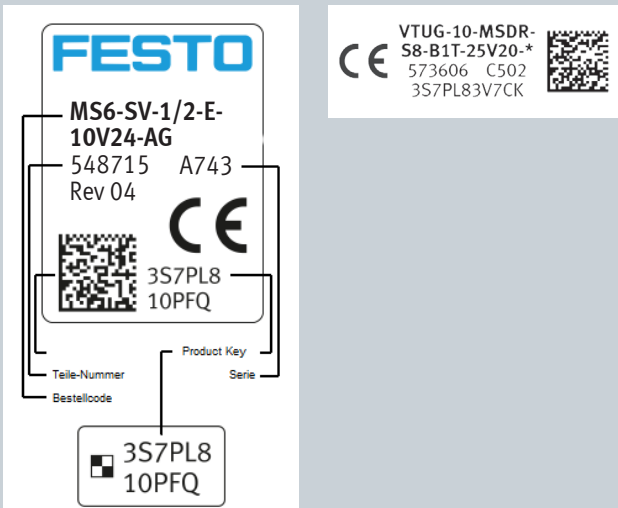 FESTO
MS6-SV-1/2-E-
10V24-AG
548715 A743
Rev 04
CE
3S7PL8
10PFQ
Product Key
Teile-Nummer Serie
Bestellcode
3S7PL8
10PFQ
CE
VTUG-10-MSDR-
S8-B1T-25V20-*
573606 C502
3S7PL83V7CK